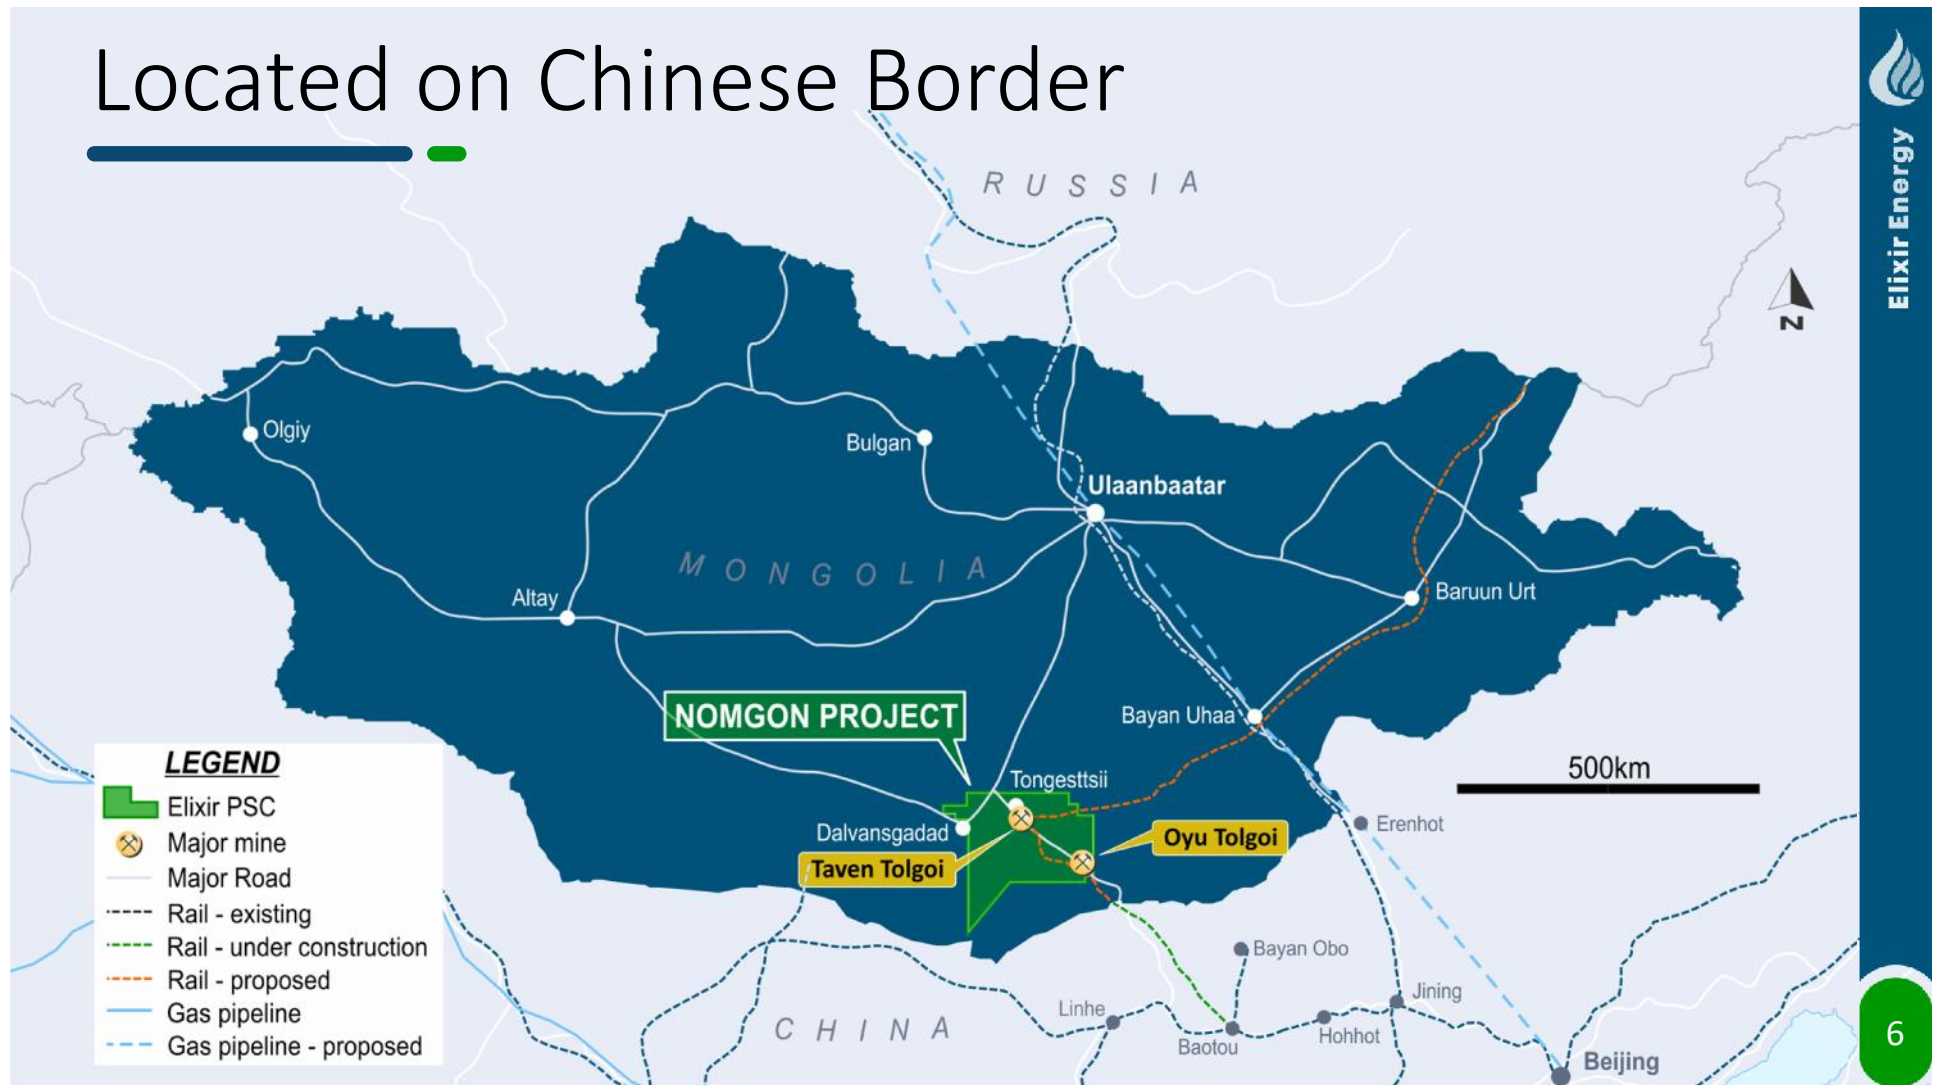 Located on Chinese Border
Elixir Energy
RUSSIA
N
Olgiy
Bulgan
Ulaanbaatar
MONGOLIA
Altay
Baruun Urt
NOMGON PROJECT
Bayan Uhaa
500km
Tongesttsii
Dalvansgadad
Erenhot
Oyu Tolgoi
Taven Tolgoi
LEGEND
Elixir PSC
Major mine
Major Road
Rail - existing
Rail - under construction
Rail - proposed
Gas pipeline
Gas pipeline - proposed
Bayan Obo
Jining
Linhe
CHINA
Hohhot
Baotou
Beijing
6